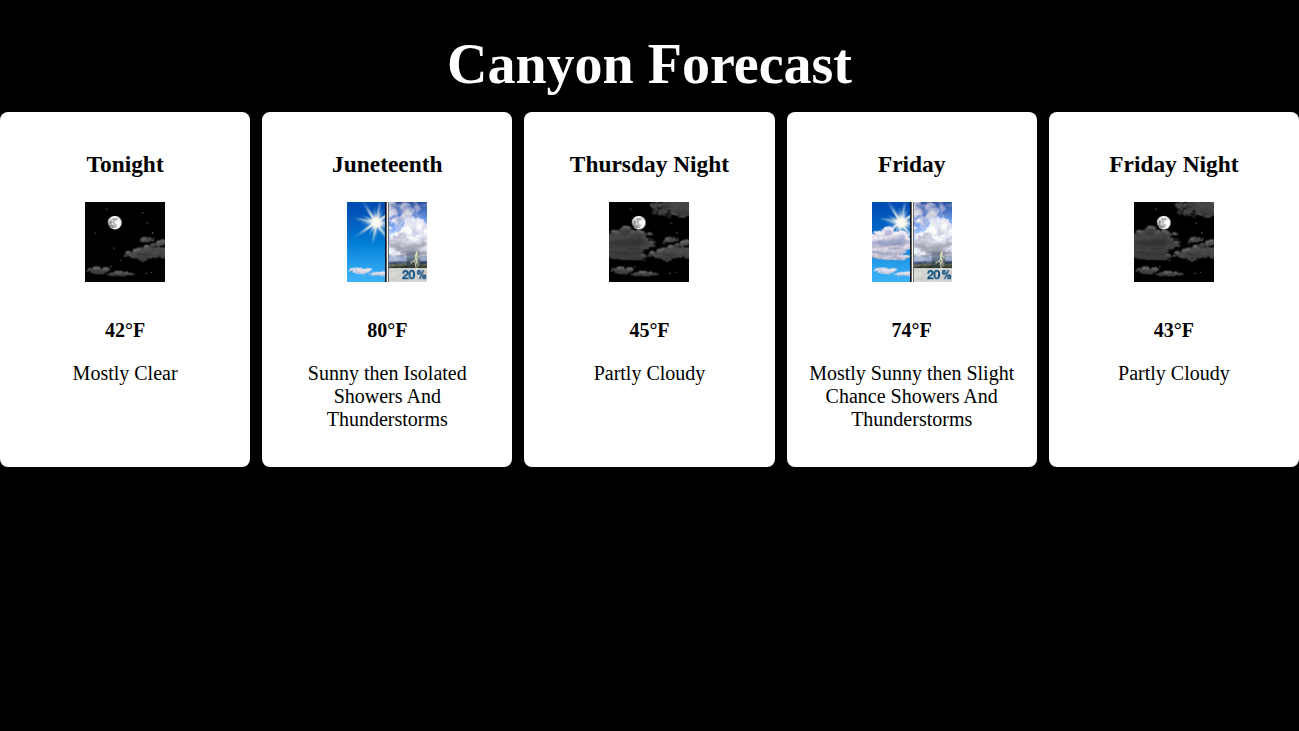 Canyon Forecast
Tonight
42°F
Mostly Clear
Juneteenth
20%
80°F
Sunny then Isolated
Showers And
Thunderstorms
Thursday Night
45°F
Partly Cloudy
Friday
20%
74°F
Mostly Sunny then Slight
Chance Showers And
Thunderstorms
Friday Night
43°F
Partly Cloudy